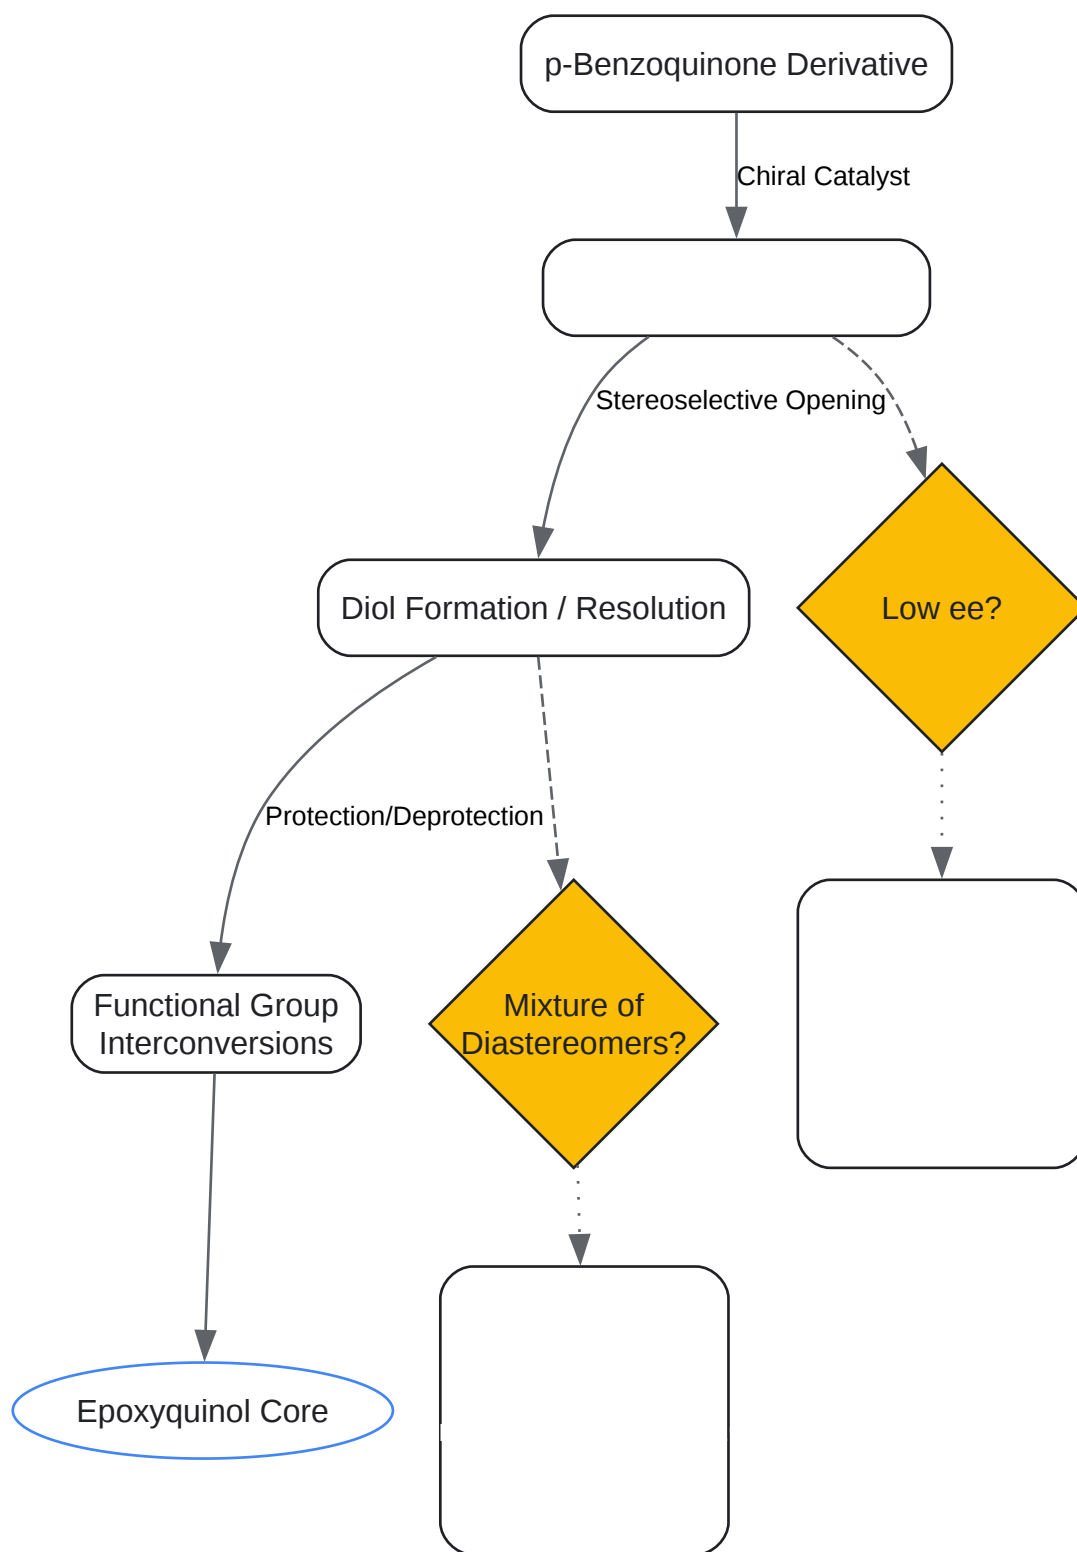 p-Benzoquinone Derivative
Chiral Catalyst
Stereoselective Opening
Diol Formation / Resolution
Low ee?
Protection/Deprotection
Functional Group
Interconversions
Mixture of
Diastereomers?
Epoxyquinol Core